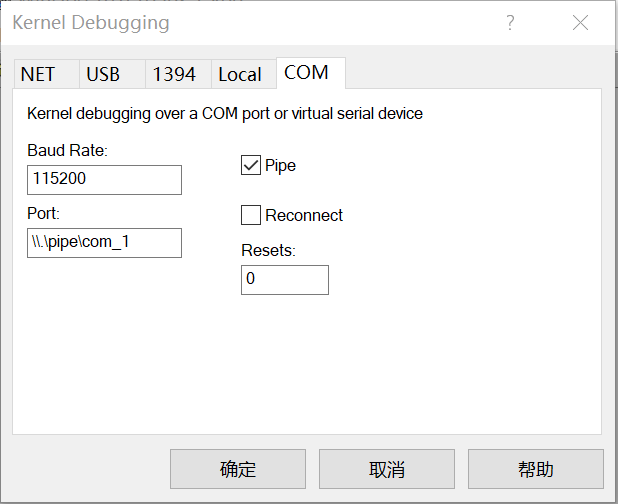 Kernel Debugging
NET USB 1394 Local COM
Kernel debugging over a COM port or virtual serial device
Baud Rate:
115200
Pipe
Port:
\\.\pipe\com_1
Reconnect
Resets:
0
确定 取消 帮助